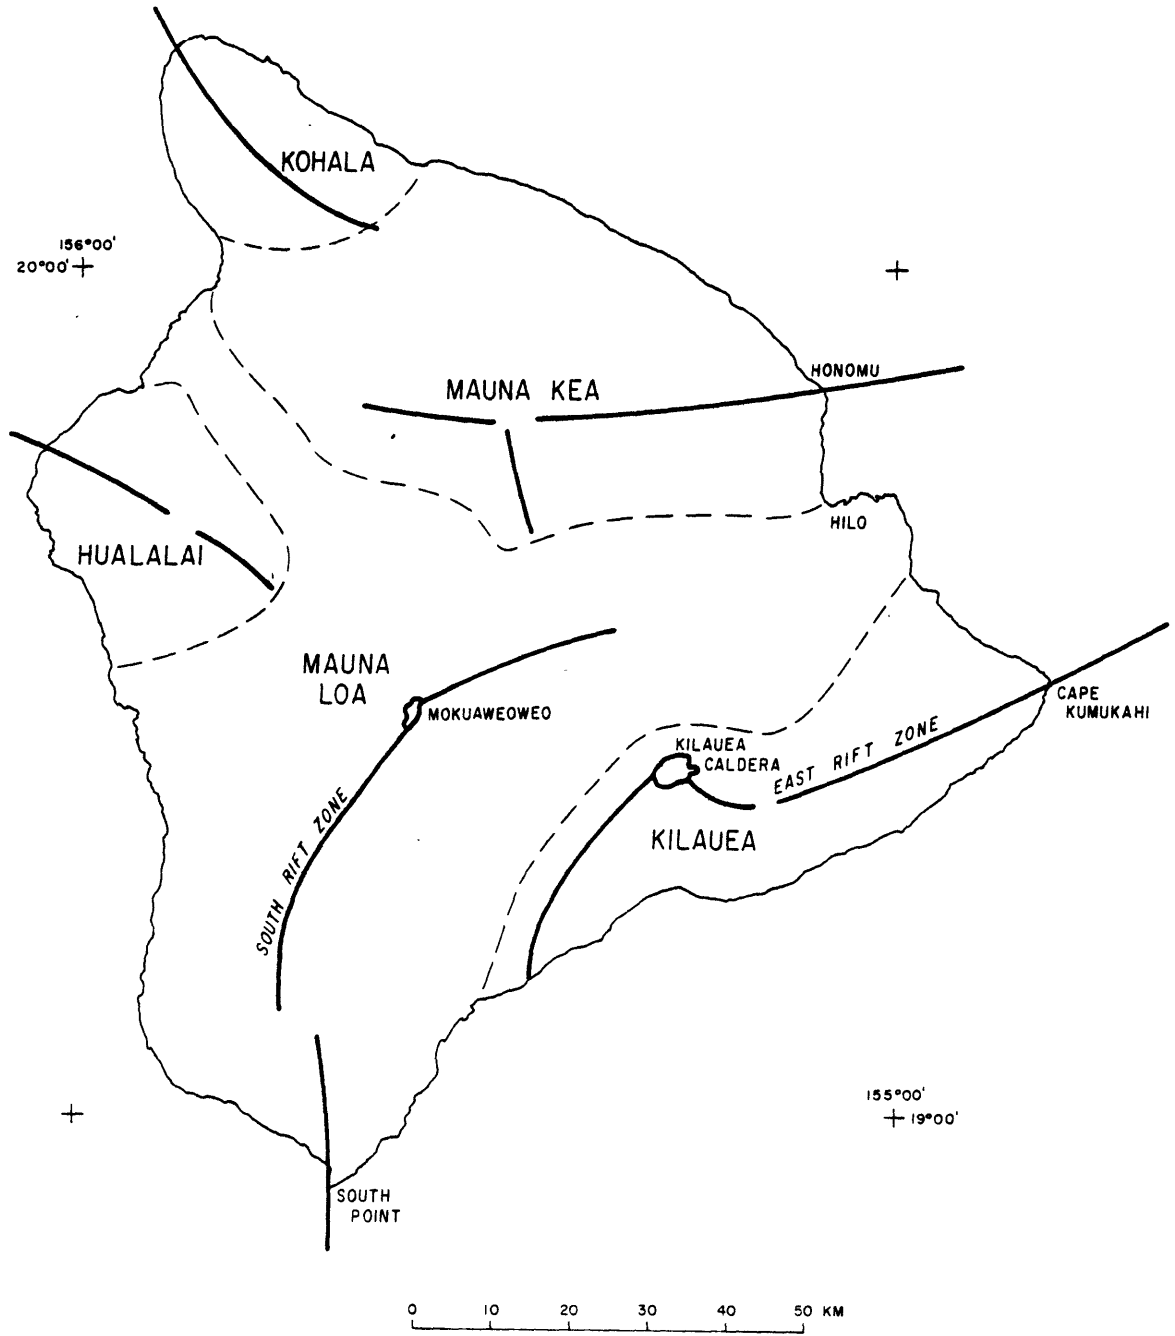 KOHALA
156°00'
20°00'
HONOMU
MAUNA KEA
HILO
HUALALAI
MAUNA
LOA
MOKUAWEOWEO
CAPE
KUMUKAHI
KILAUEA
CALDERA
EAST RIFT ZONE
KILAUEA
SOUTH RIFT ZONE
155°00'
19°00'
SOUTH
POINT
0 10 20 30 40 50 KM